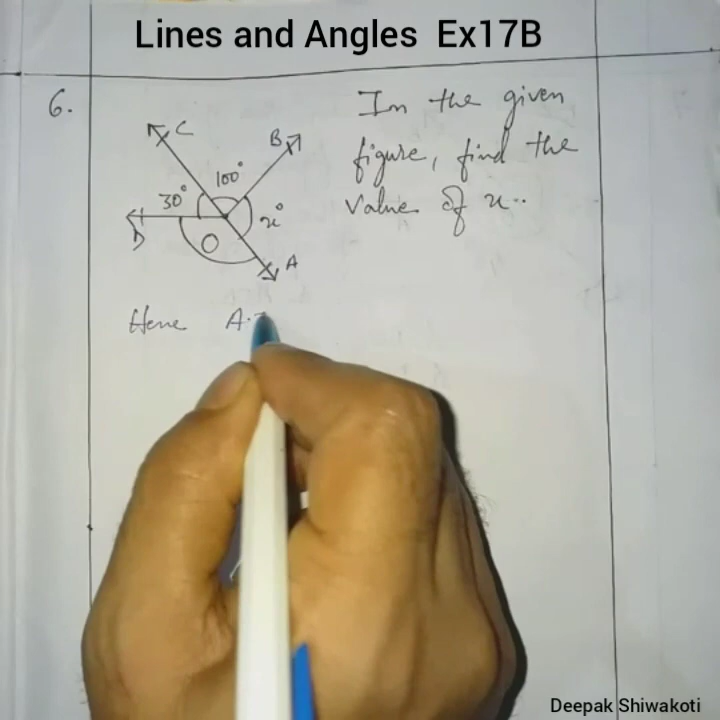 Lines and Angles Ex17B
6.
In the given
figure, find the
Value of x..
C
B
100°
30°
x°
D
O
A
Here A.
Deepak Shiwakoti